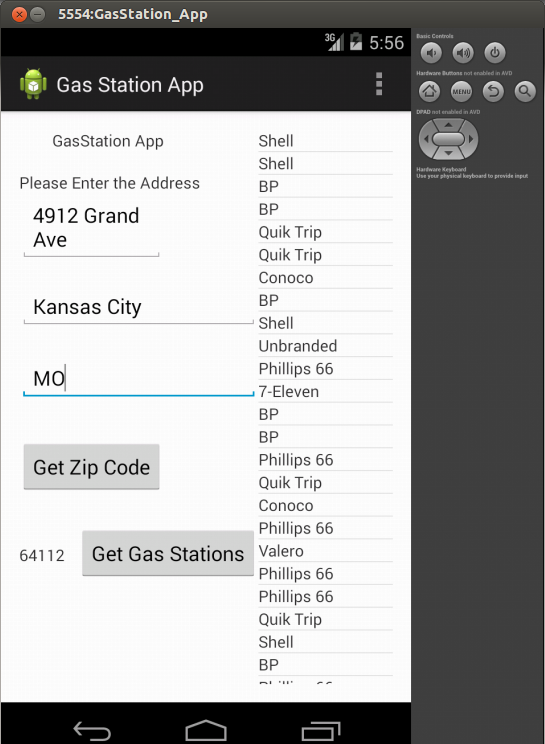 5554:GasStation_App
3G 5:56
Gas Station App
GasStation App
Please Enter the Address
4912 Grand
Ave
Kansas City
MO
Get Zip Code
64112
Get Gas Stations
Shell
Shell
BP
BP
Quik Trip
Quik Trip
Conoco
BP
Shell
Unbranded
Phillips 66
7-Eleven
BP
BP
Phillips 66
Quik Trip
Conoco
Phillips 66
Valero
Phillips 66
Phillips 66
Quik Trip
Shell
BP
Phillips 66
Basic Controls
Hardware Buttons not enabled in AVD
MENU
DPAD not enabled in AVD
Hardware Keyboard
Use your physical keyboard to provide input